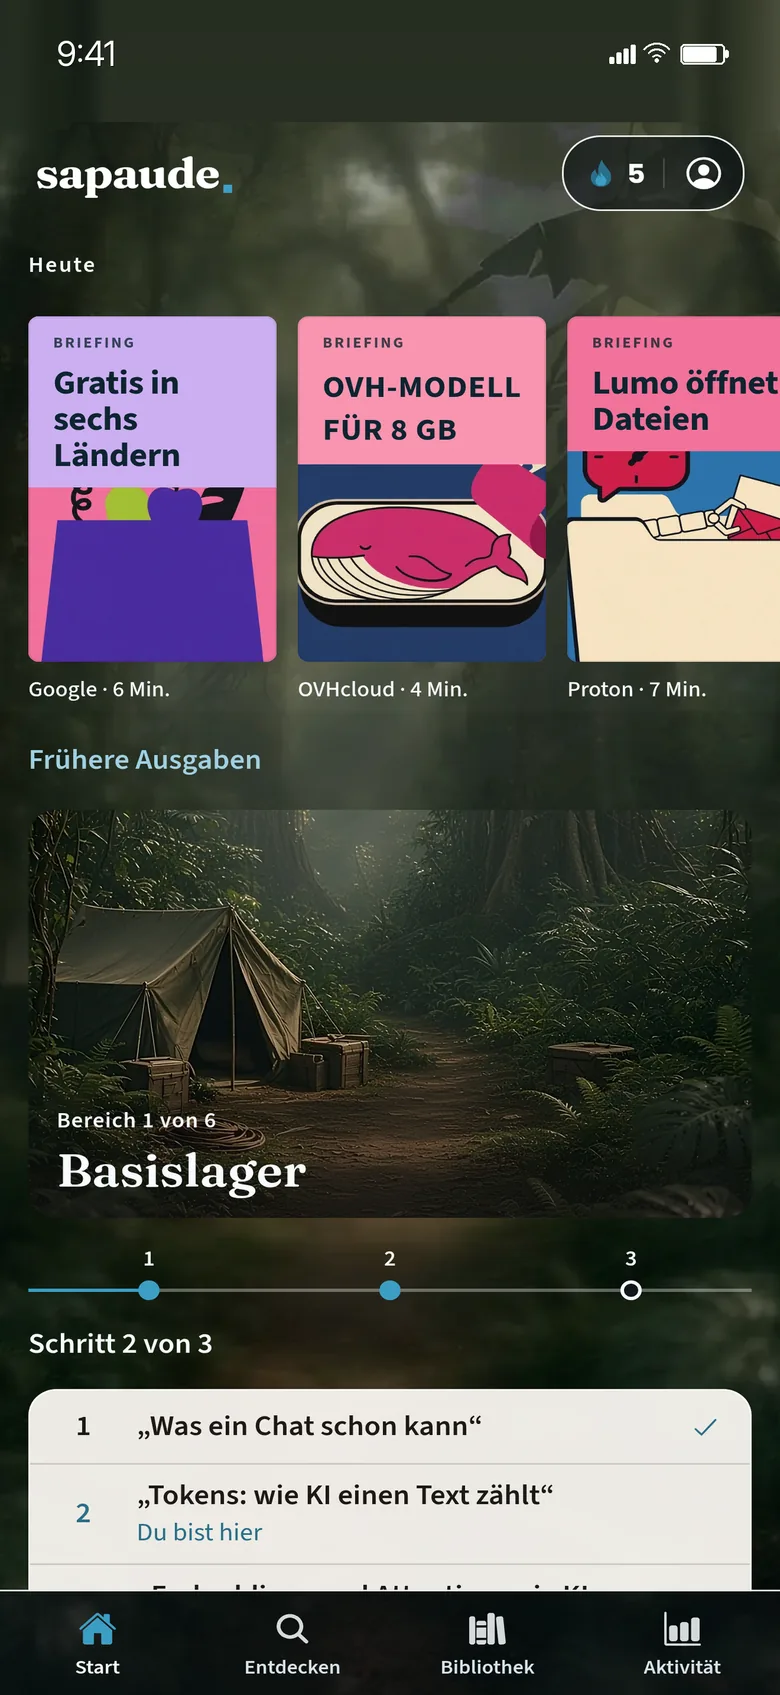 9:41
sapaude.
5
Heute
BRIEFING
Gratis in
sechs
Ländern
BRIEFING
OVH-MODELL
FÜR 8 GB
BRIEFING
Lumo öffnet
Dateien
Google · 6 Min.
OVHcloud · 4 Min.
Proton · 7 Min.
Frühere Ausgaben
Bereich 1 von 6
Basislager
1
2
3
Schritt 2 von 3
1
„Was ein Chat schon kann“
2
„Tokens: wie KI einen Text zählt“
Du bist hier
Start
Entdecken
Bibliothek
Aktivität